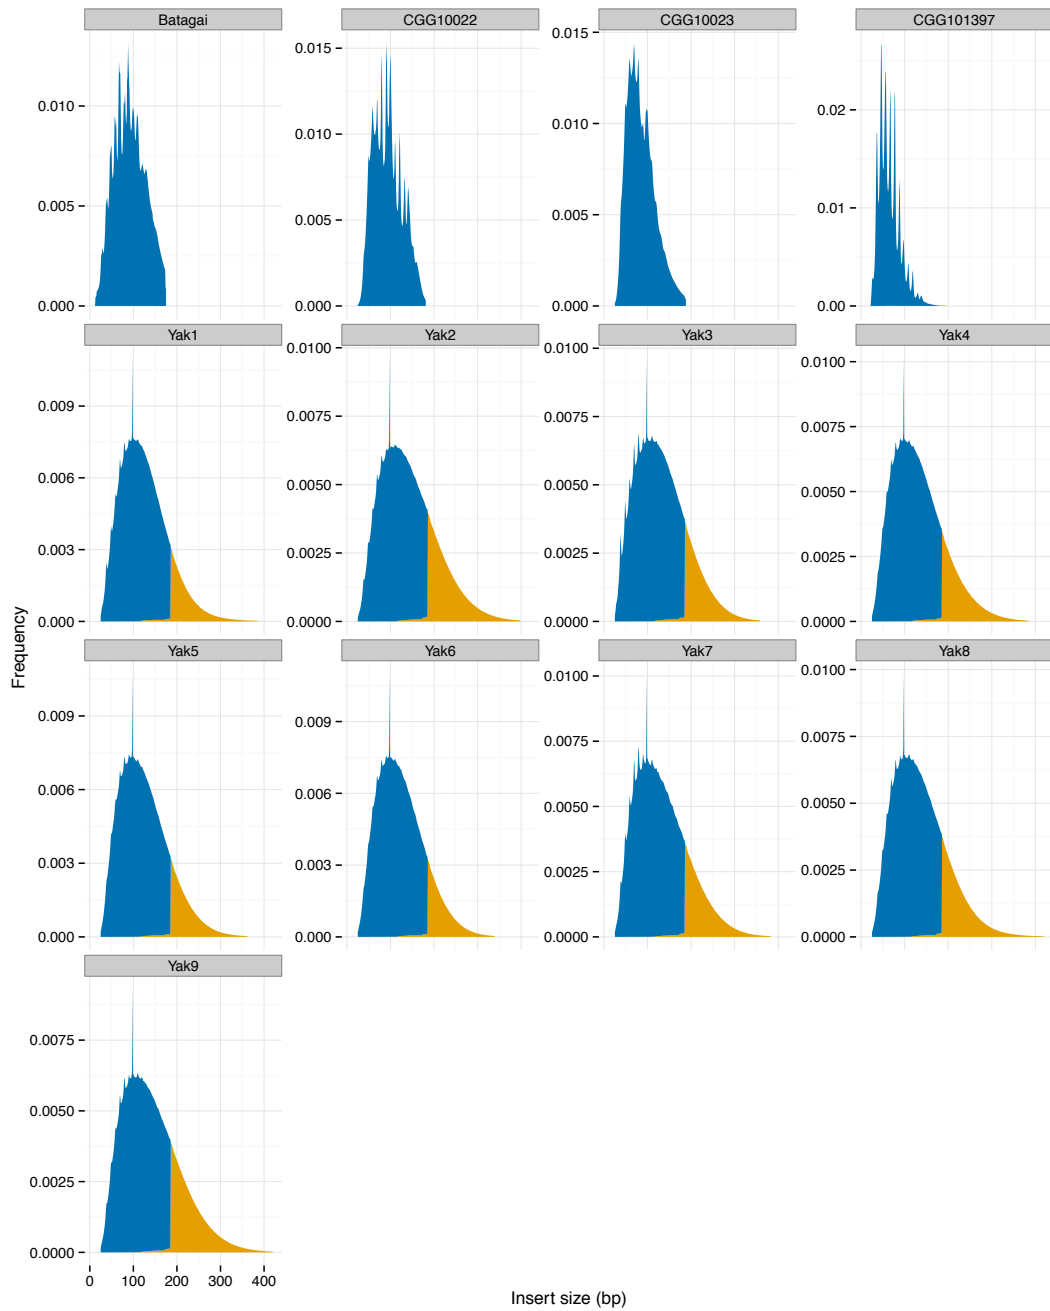 Batagai CGG10022 CGG10023 CGG101397
0.010 0.005 0.000
0.015 0.010 0.005 0.000
0.015 0.010 0.005 0.000
0.02 0.01 0.00
Yak1 Yak2 Yak3 Yak4
0.009 0.006 0.003 0.000
0.0100 0.0075 0.0050 0.0025 0.0000
0.0100 0.0075 0.0050 0.0025 0.0000
0.0100 0.0075 0.0050 0.0025 0.0000
Frequency
Yak5 Yak6 Yak7 Yak8
0.009 0.006 0.003 0.000
0.009 0.006 0.003 0.000
0.0100 0.0075 0.0050 0.0025 0.0000
0.0100 0.0075 0.0050 0.0025 0.0000
Yak9
0.0075 0.0050 0.0025 0.0000
0 100 200 300 400
Insert size (bp)